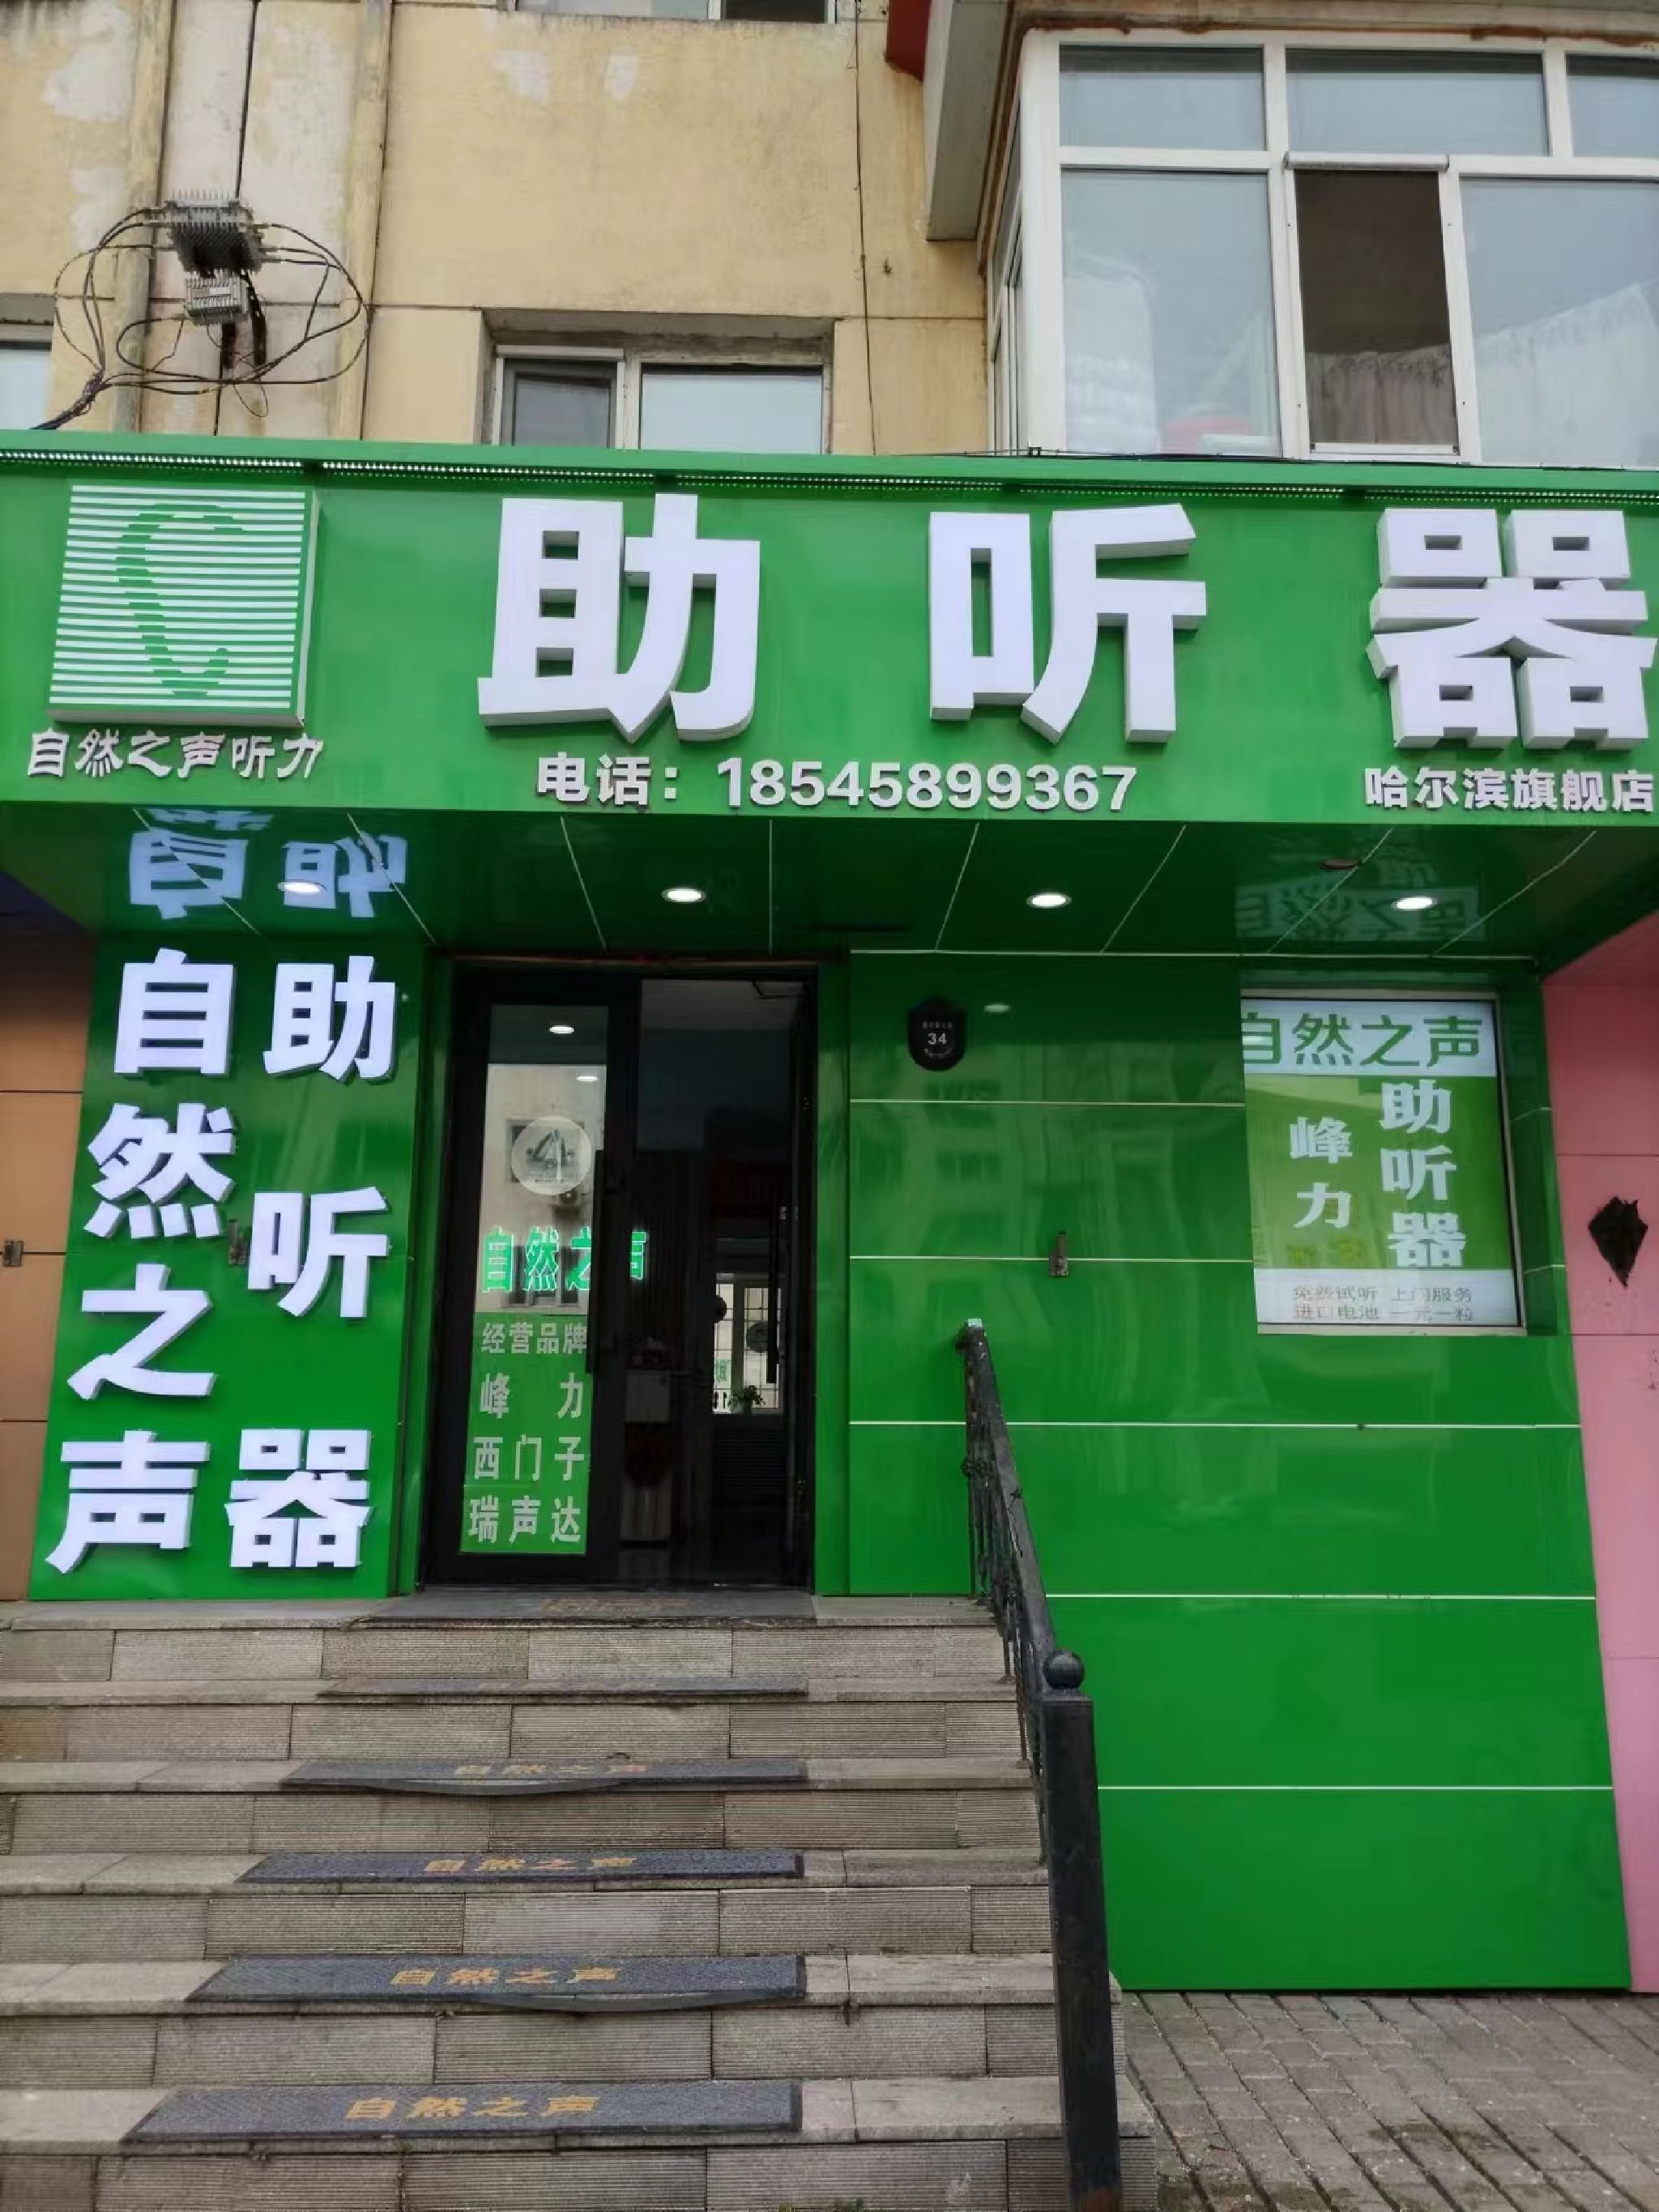 助听器
自然之声听力
电话：18545899367
哈尔滨旗舰店
自然之声
助听器
34
自然之声
助听器
峰力
免费试听 上门服务
进口电池 一元一粒
自然之声
经营品牌
峰 力
西门子
瑞声达
自然之声
自然之声
自然之声
自然之声